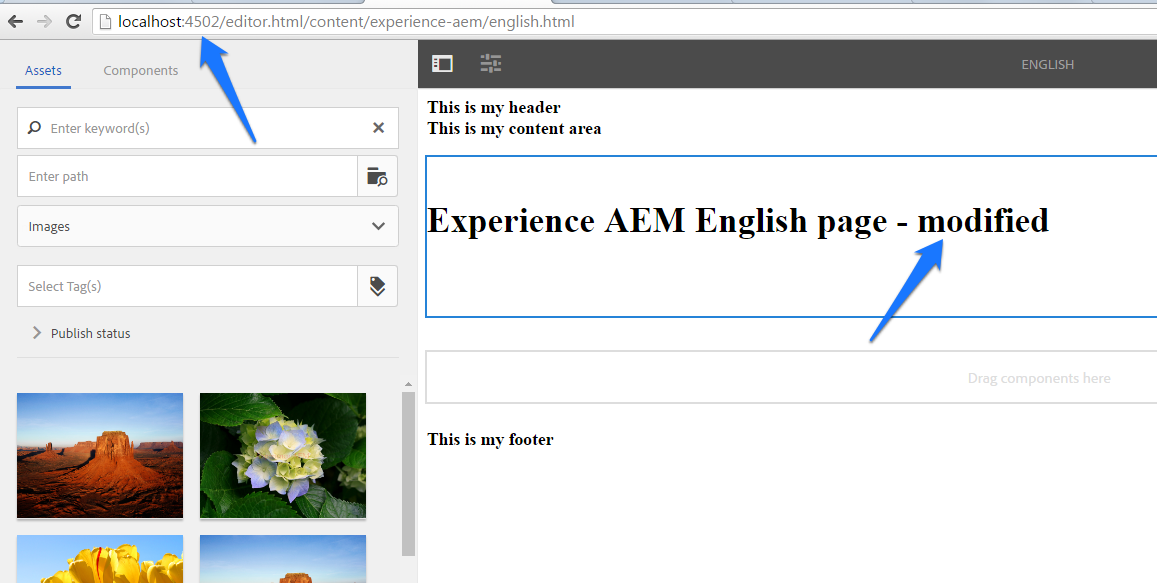 localhost:4502/editor.html/content/experience-aem/english.html
Assets
Components
Enter keyword(s)
Enter path
Images
Select Tag(s)
Publish status
ENGLISH
This is my header
This is my content area
Experience AEM English page - modified
Drag components here
This is my footer